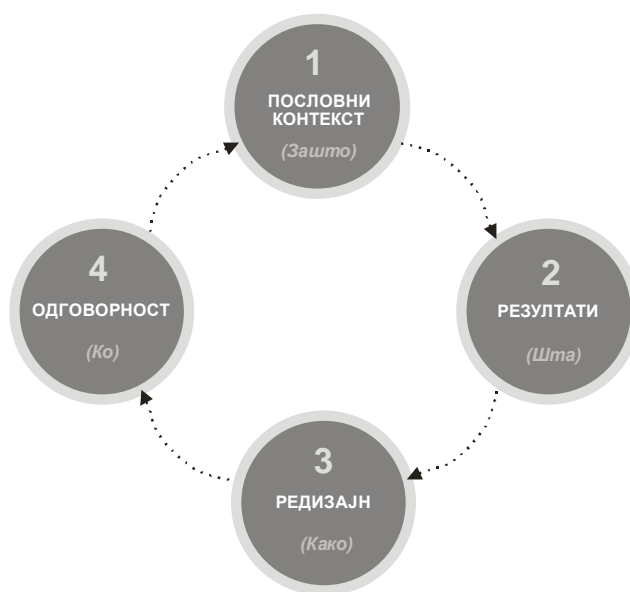 1
ПОСЛОВНИ
КОНТЕКСТ
(Зашто)
2
РЕЗУЛТАТИ
(Шта)
3
РЕДИЗАЈН
(Како)
4
ОДГОВОРНОСТ
(Ко)